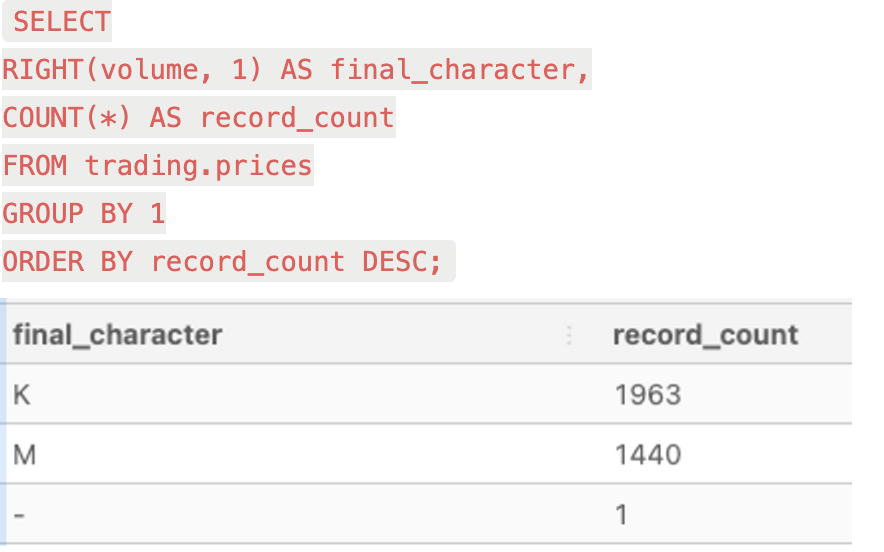 SELECT
RIGHT(volume, 1) AS final_character,
COUNT(*) AS record_count
FROM trading.prices
GROUP BY 1
ORDER BY record_count DESC;
final_character record_count
K 1963
M 1440
- 1